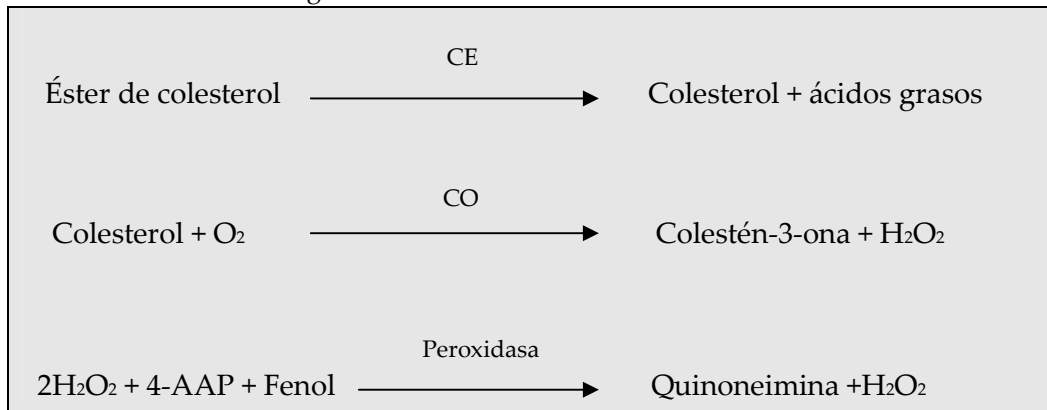 CE
Éster de colesterol Colesterol + ácidos grasos
CO
Colesterol + O₂ Colestén-3-ona + H₂O₂
Peroxidasa
2H₂O₂ + 4-AAP + Fenol Quinoneimina +H₂O₂